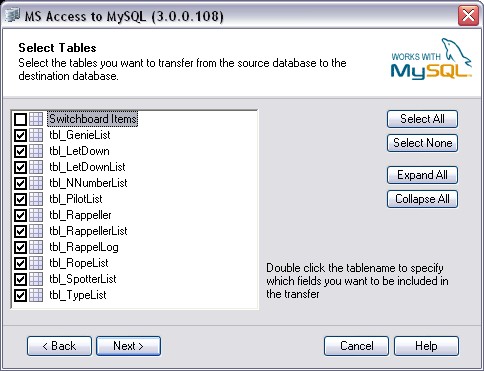 MS Access to MySQL (3.0.0.108)
Select Tables
Select the tables you want to transfer from the source database to the
destination database.
WORKS WITH
MySQL
Switchboard Items
tbl_GenieList
tbl_LetDown
tbl_LetDownList
tbl_NNumberList
tbl_PilotList
tbl_Rappeller
tbl_RappellerList
tbl_RappelLog
tbl_RopeList
tbl_SpotterList
tbl_TypeList
Select All
Select None
Expand All
Collapse All
Double click the tablename to specify
which fields you want to be included in
the transfer
< Back
Next >
Cancel
Help